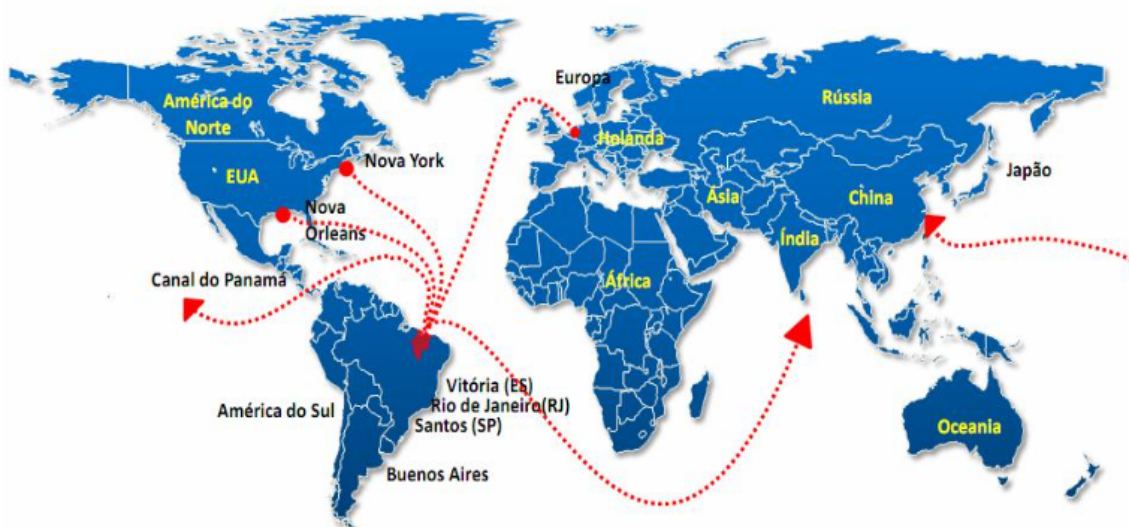 Europa
América do
Norte
Rússia
Nova York
Holanda
EUA
Japão
Ásia
China
Nova
Orleans
Índia
Canal do Panamá
África
Vitória (ES)
Rio de Janeiro(RJ)
América do Sul
Santos (SP)
Oceania
Buenos Aires